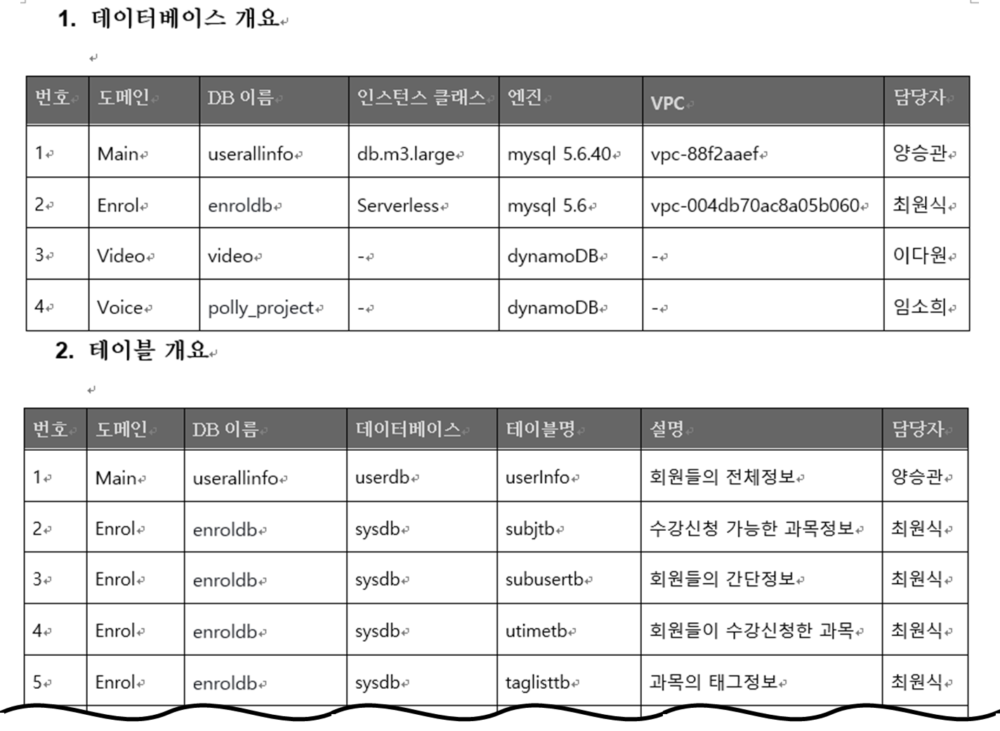 1. 데이터베이스 개요
번호 도메인 DB 이름 인스턴스 클래스 엔진 VPC 담당자
1 Main userallinfo db.m3.large mysql 5.6.40 vpc-88f2aaef 양승관
2 Enrol enroldb Serverless mysql 5.6 vpc-004db70ac8a05b060 최원식
3 Video video - dynamoDB - 이다원
4 Voice polly_project - dynamoDB - 임소희
2. 테이블 개요
번호 도메인 DB 이름 데이터베이스 테이블명 설명 담당자
1 Main userallinfo userdb userInfo 회원들의 전체정보 양승관
2 Enrol enroldb sysdb subjtb 수강신청 가능한 과목정보 최원식
3 Enrol enroldb sysdb subusertb 회원들의 간단정보 최원식
4 Enrol enroldb sysdb utimetb 회원들이 수강신청한 과목 최원식
5 Enrol enroldb sysdb taglisttb 과목의 태그정보 최원식